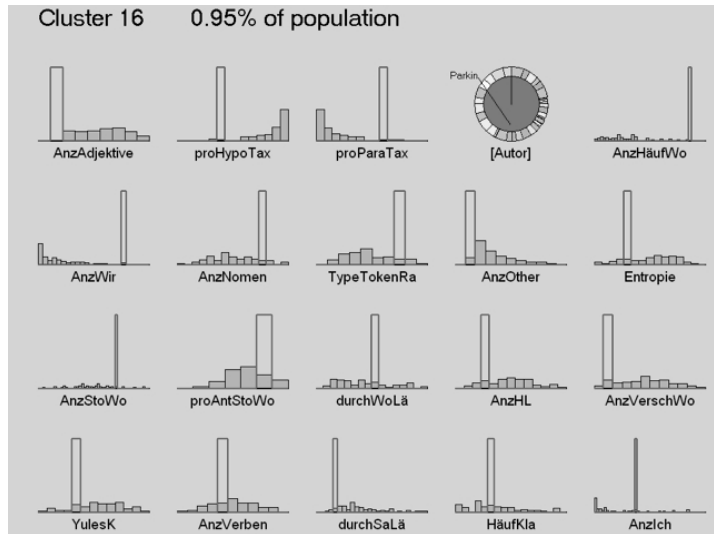 Cluster 16 0.95% of population
Parkin
AnzAdjektive proHypoTax proParaTax [Autor] AnzHäufWo
AnzWir AnzNomen TypeTokenRa AnzOther Entropie
AnzStoWo proAntStoWo durchWoLä AnzHL AnzVerschWo
YulesK AnzVerben durchSaLä HäufKla AnzIch